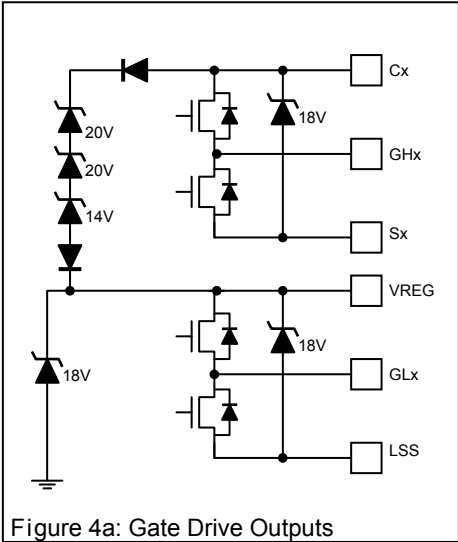 Cx
20V
18V
20V
GHx
14V
Sx
VREG
18V
18V
GLx
LSS
Figure 4a: Gate Drive Outputs